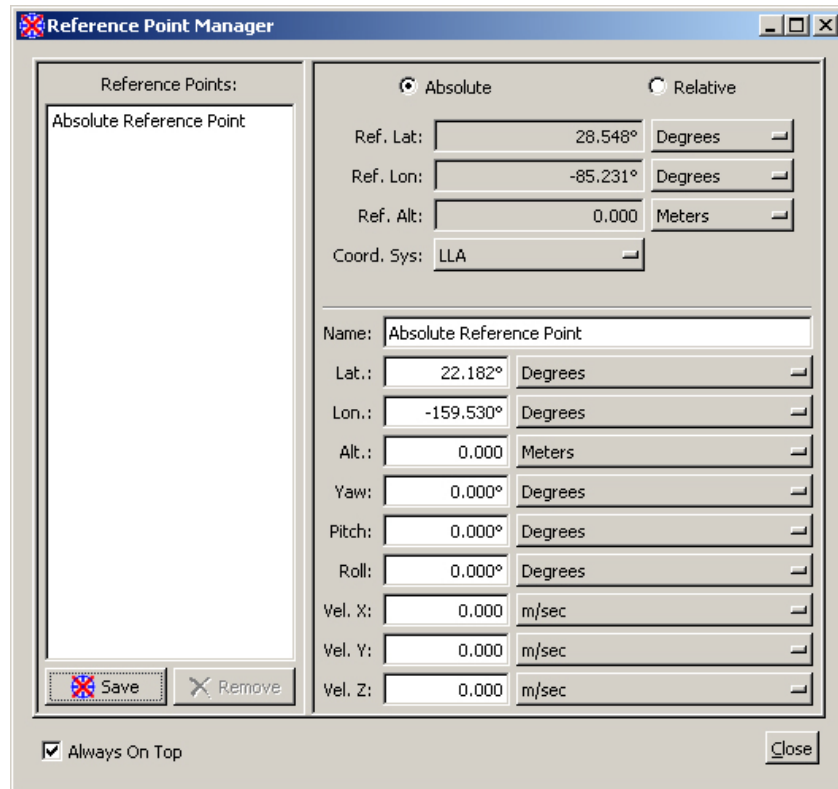 Reference Point Manager
Reference Points:
Absolute Reference Point
Save
Remove
Absolute
Relative
Ref. Lat: 28.548° Degrees
Ref. Lon: -85.231° Degrees
Ref. Alt: 0.000 Meters
Coord. Sys: LLA
Name: Absolute Reference Point
Lat.: 22.182° Degrees
Lon.: -159.530° Degrees
Alt.: 0.000 Meters
Yaw: 0.000° Degrees
Pitch: 0.000° Degrees
Roll: 0.000° Degrees
Vel. X: 0.000 m/sec
Vel. Y: 0.000 m/sec
Vel. Z: 0.000 m/sec
Always On Top
Close